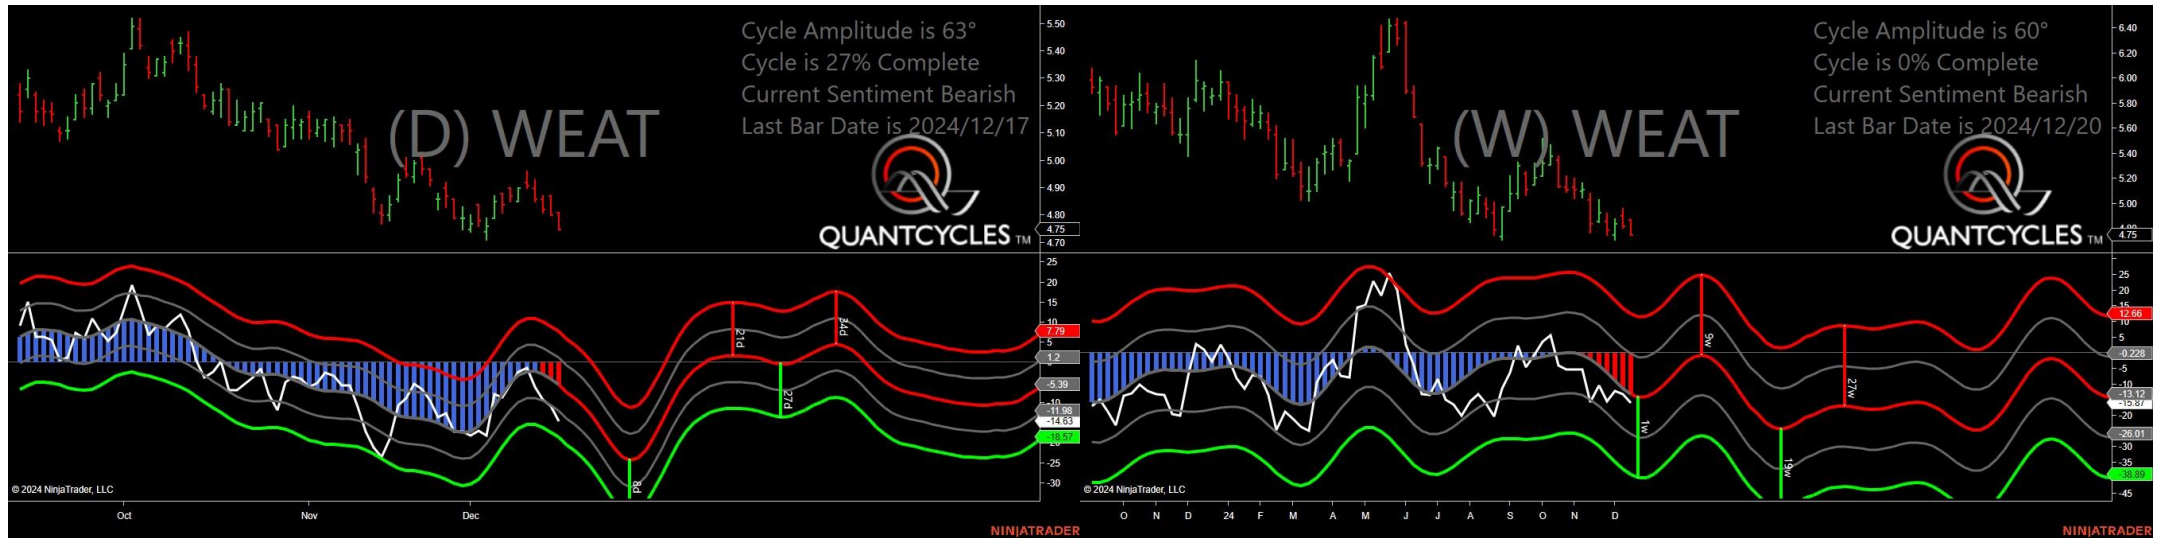 Cycle Amplitude is 63°
Cycle is 27% Complete
Current Sentiment Bearish
Last Bar Date is 2024/12/17
(D) WEAT
QUANTCYCLES TM
5.50
5.40
5.30
5.20
5.10
5.00
4.90
4.80
4.75
4.70
25
20
15
10
7.79
5
1.2
-5.39
-10
-11.98
-14.63
-18.57
-25
-30
21d
34d
27d
8d
© 2024 NinjaTrader, LLC
Oct Nov Dec
NINJATRADER
Cycle Amplitude is 60°
Cycle is 0% Complete
Current Sentiment Bearish
Last Bar Date is 2024/12/20
(W) WEAT
QUANTCYCLES TM
6.40
6.20
6.00
5.80
5.60
5.40
5.20
5.00
4.75
25
20
15
12.66
10
5
-0.228
-5
-10
-13.12
-15.87
-20
-26.01
-30
-35
-38.89
-45
9w
27w
1w
19w
© 2024 NinjaTrader, LLC
O N D 24 F M A M J J A S O N D
NINJATRADER